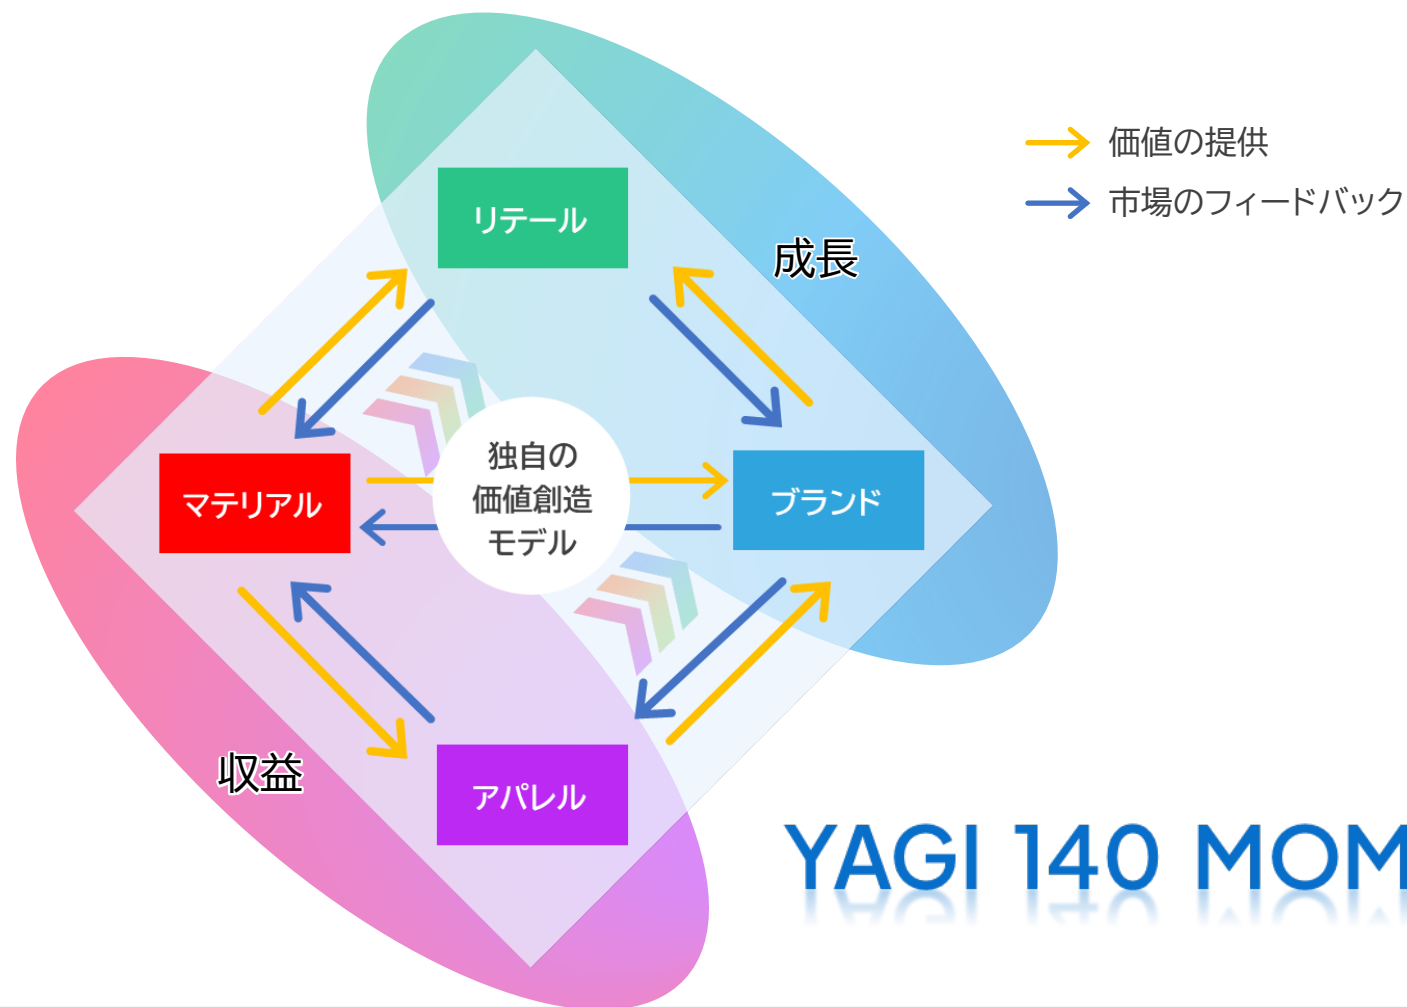 価値の提供
市場のフィードバック
リテール
成長
独自の
価値創造
モデル
マテリアル
ブランド
収益
アパレル
YAGI 140 MOM